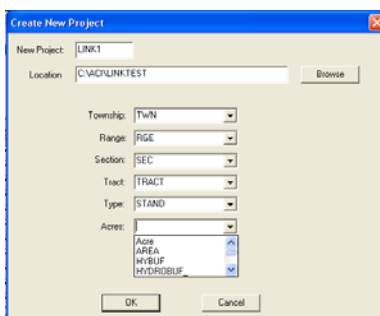 Create New Project
New Project: LINK1
Location C:\ACI\LINKTEST Browse
Township: TWN
Range: RGE
Section: SEC
Tract: TRACT
Type: STAND
Acres:
Acre
AREA
HYBUF
HYDROBUF_
OK Cancel